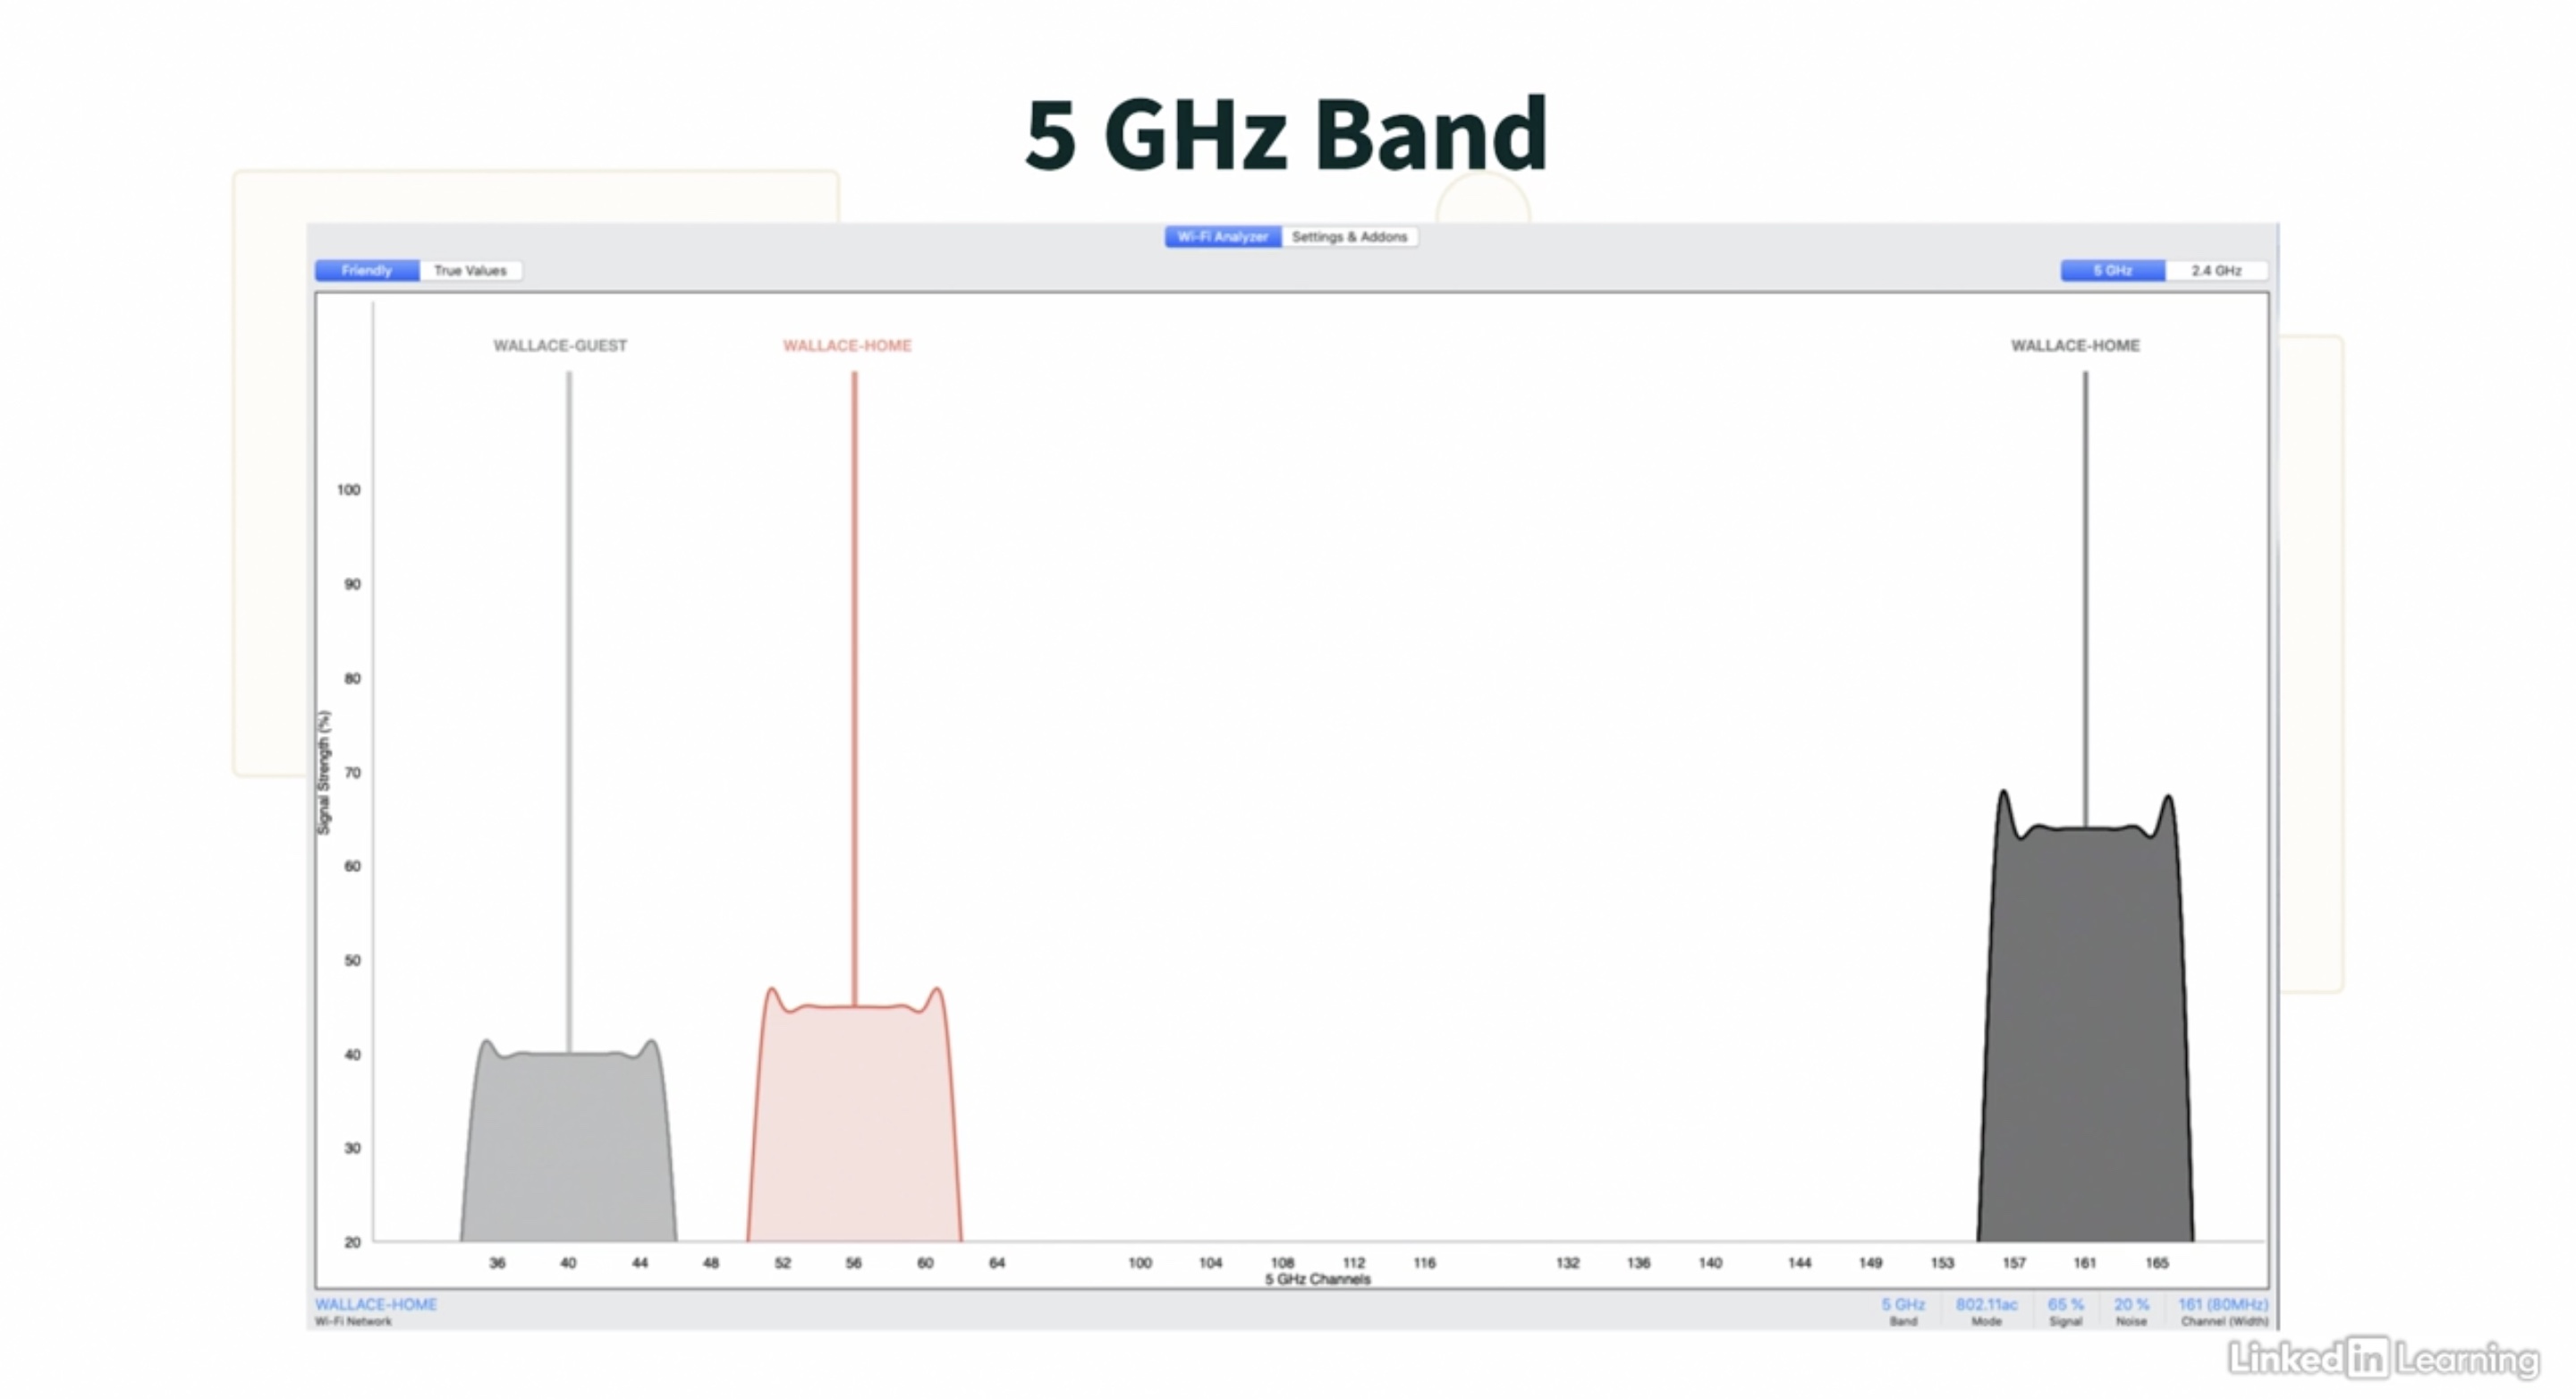 5 GHz Band
Wi-Fi Analyzer Settings & Addons
Friendly True Values 5 GHz 2.4 GHz
WALLACE-GUEST WALLACE-HOME WALLACE-HOME
100
90
80
70
60
50
40
30
20
Signal Strength (%)
36 40 44 48 52 56 60 64 100 104 108 112 116 132 136 140 144 149 153 157 161 165
5 GHz Channels
WALLACE-HOME 5 GHz 802.11ac 65 % 20 % 161 (80MHz)
Wi-Fi Network Band Mode Signal Noise Channel (Width)
Linked in Learning